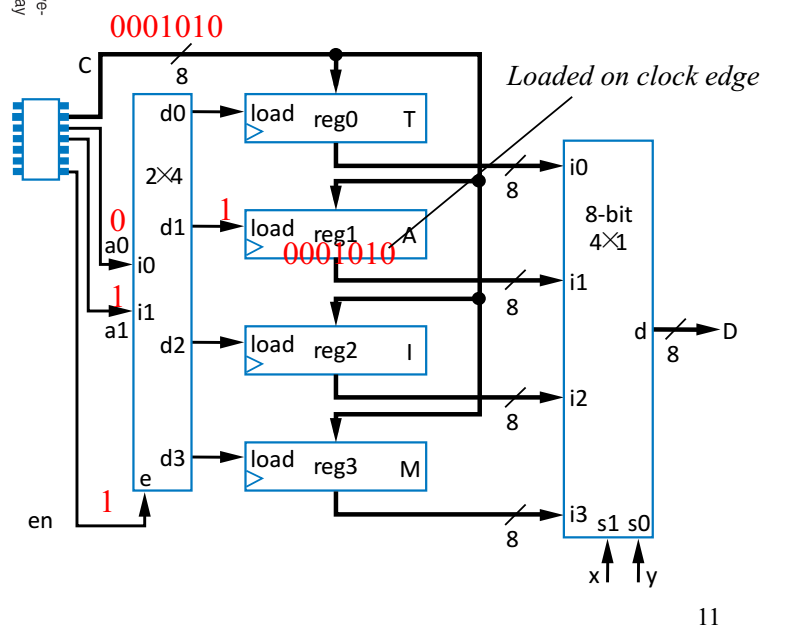 re-
ay
0001010
C
8
Loaded on clock edge
d0
load
reg0
T
2×4
i0
8
8-bit
4×1
0
a0
i0
d1
1
load
reg1
A
0001010
1
i1
a1
i1
8
d2
load
reg2
I
d
8
D
i2
8
d3
load
reg3
M
e
1
en
i3
8
s1 s0
x
y
11